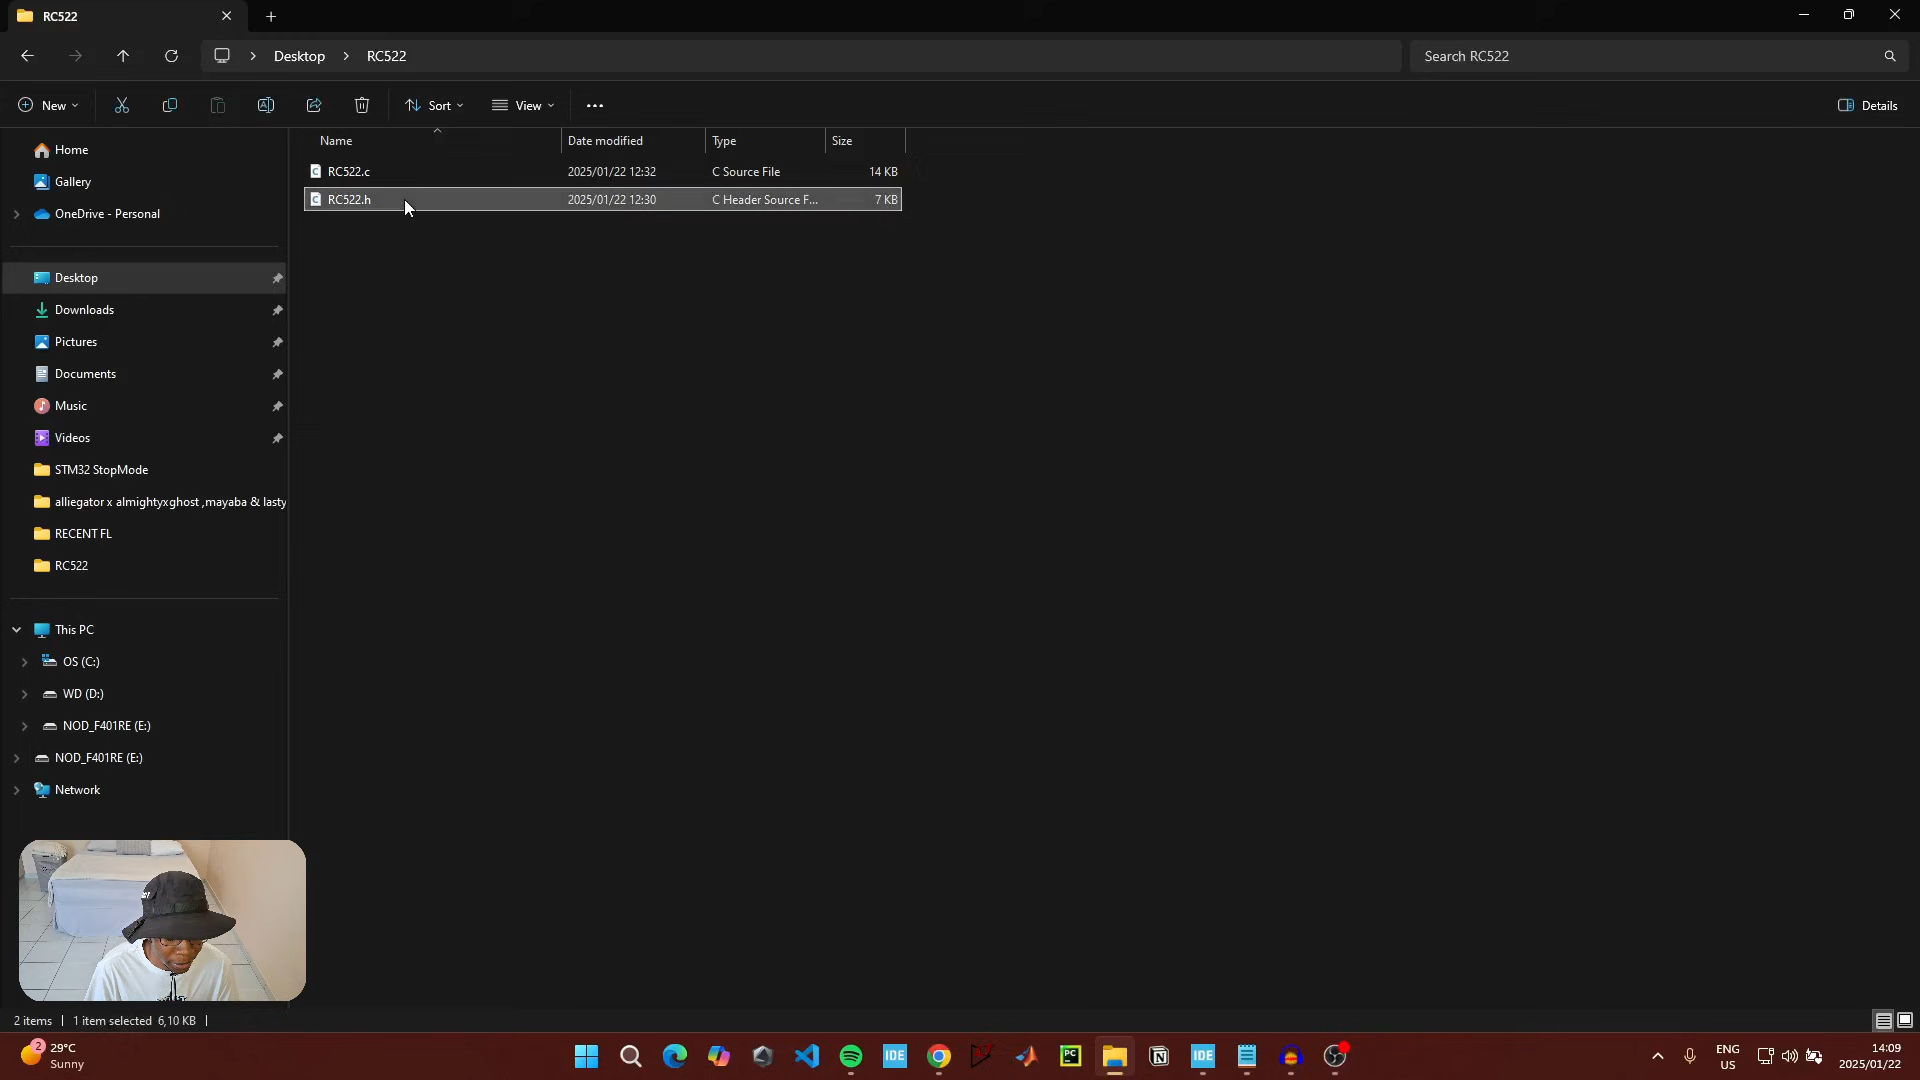 RC522
Desktop
RC522
Search RC522
New
Sort
View
Details
Name
Date modified
Type
Size
RC522.c
2025/01/22 12:32
C Source File
14 KB
RC522.h
2025/01/22 12:30
C Header Source F...
7 KB
Home
Gallery
OneDrive - Personal
Desktop
Downloads
Pictures
Documents
Music
Videos
STM32 StopMode
alliegator x almightyxghost ,mayaba & lasty
RECENT FL
RC522
This PC
OS (C:)
WD (D:)
NOD_F401RE (E:)
NOD_F401RE (E:)
Network
2 items
1 item selected 6,10 KB
2
29°C
Sunny
IDE
PC
IDE
ENG
US
14:09
2025/01/22